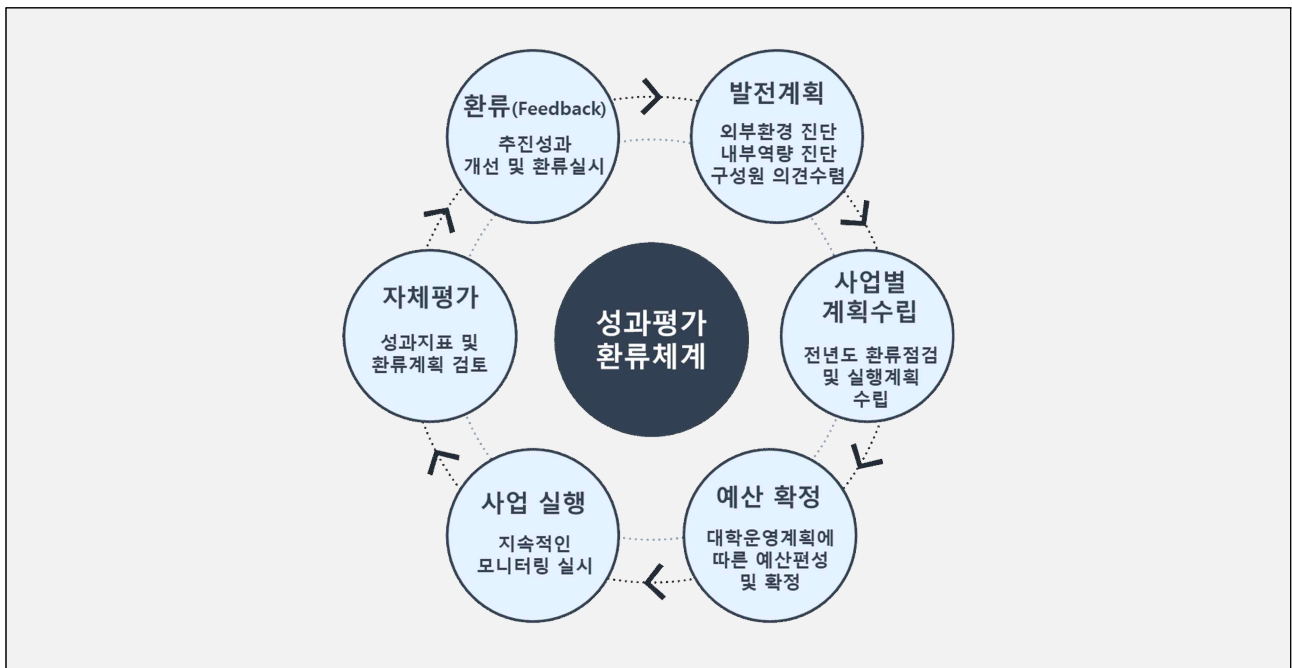 환류(Feedback)
추진성과
개선 및 환류실시
발전계획
외부환경 진단
내부역량 진단
구성원 의견수렴
사업별
계획수립
전년도 환류점검
및 실행계획
수립
예산 확정
대학운영계획에
따른 예산편성
및 확정
사업 실행
지속적인
모니터링 실시
자체평가
성과지표 및
환류계획 검토
성과평가
환류체계